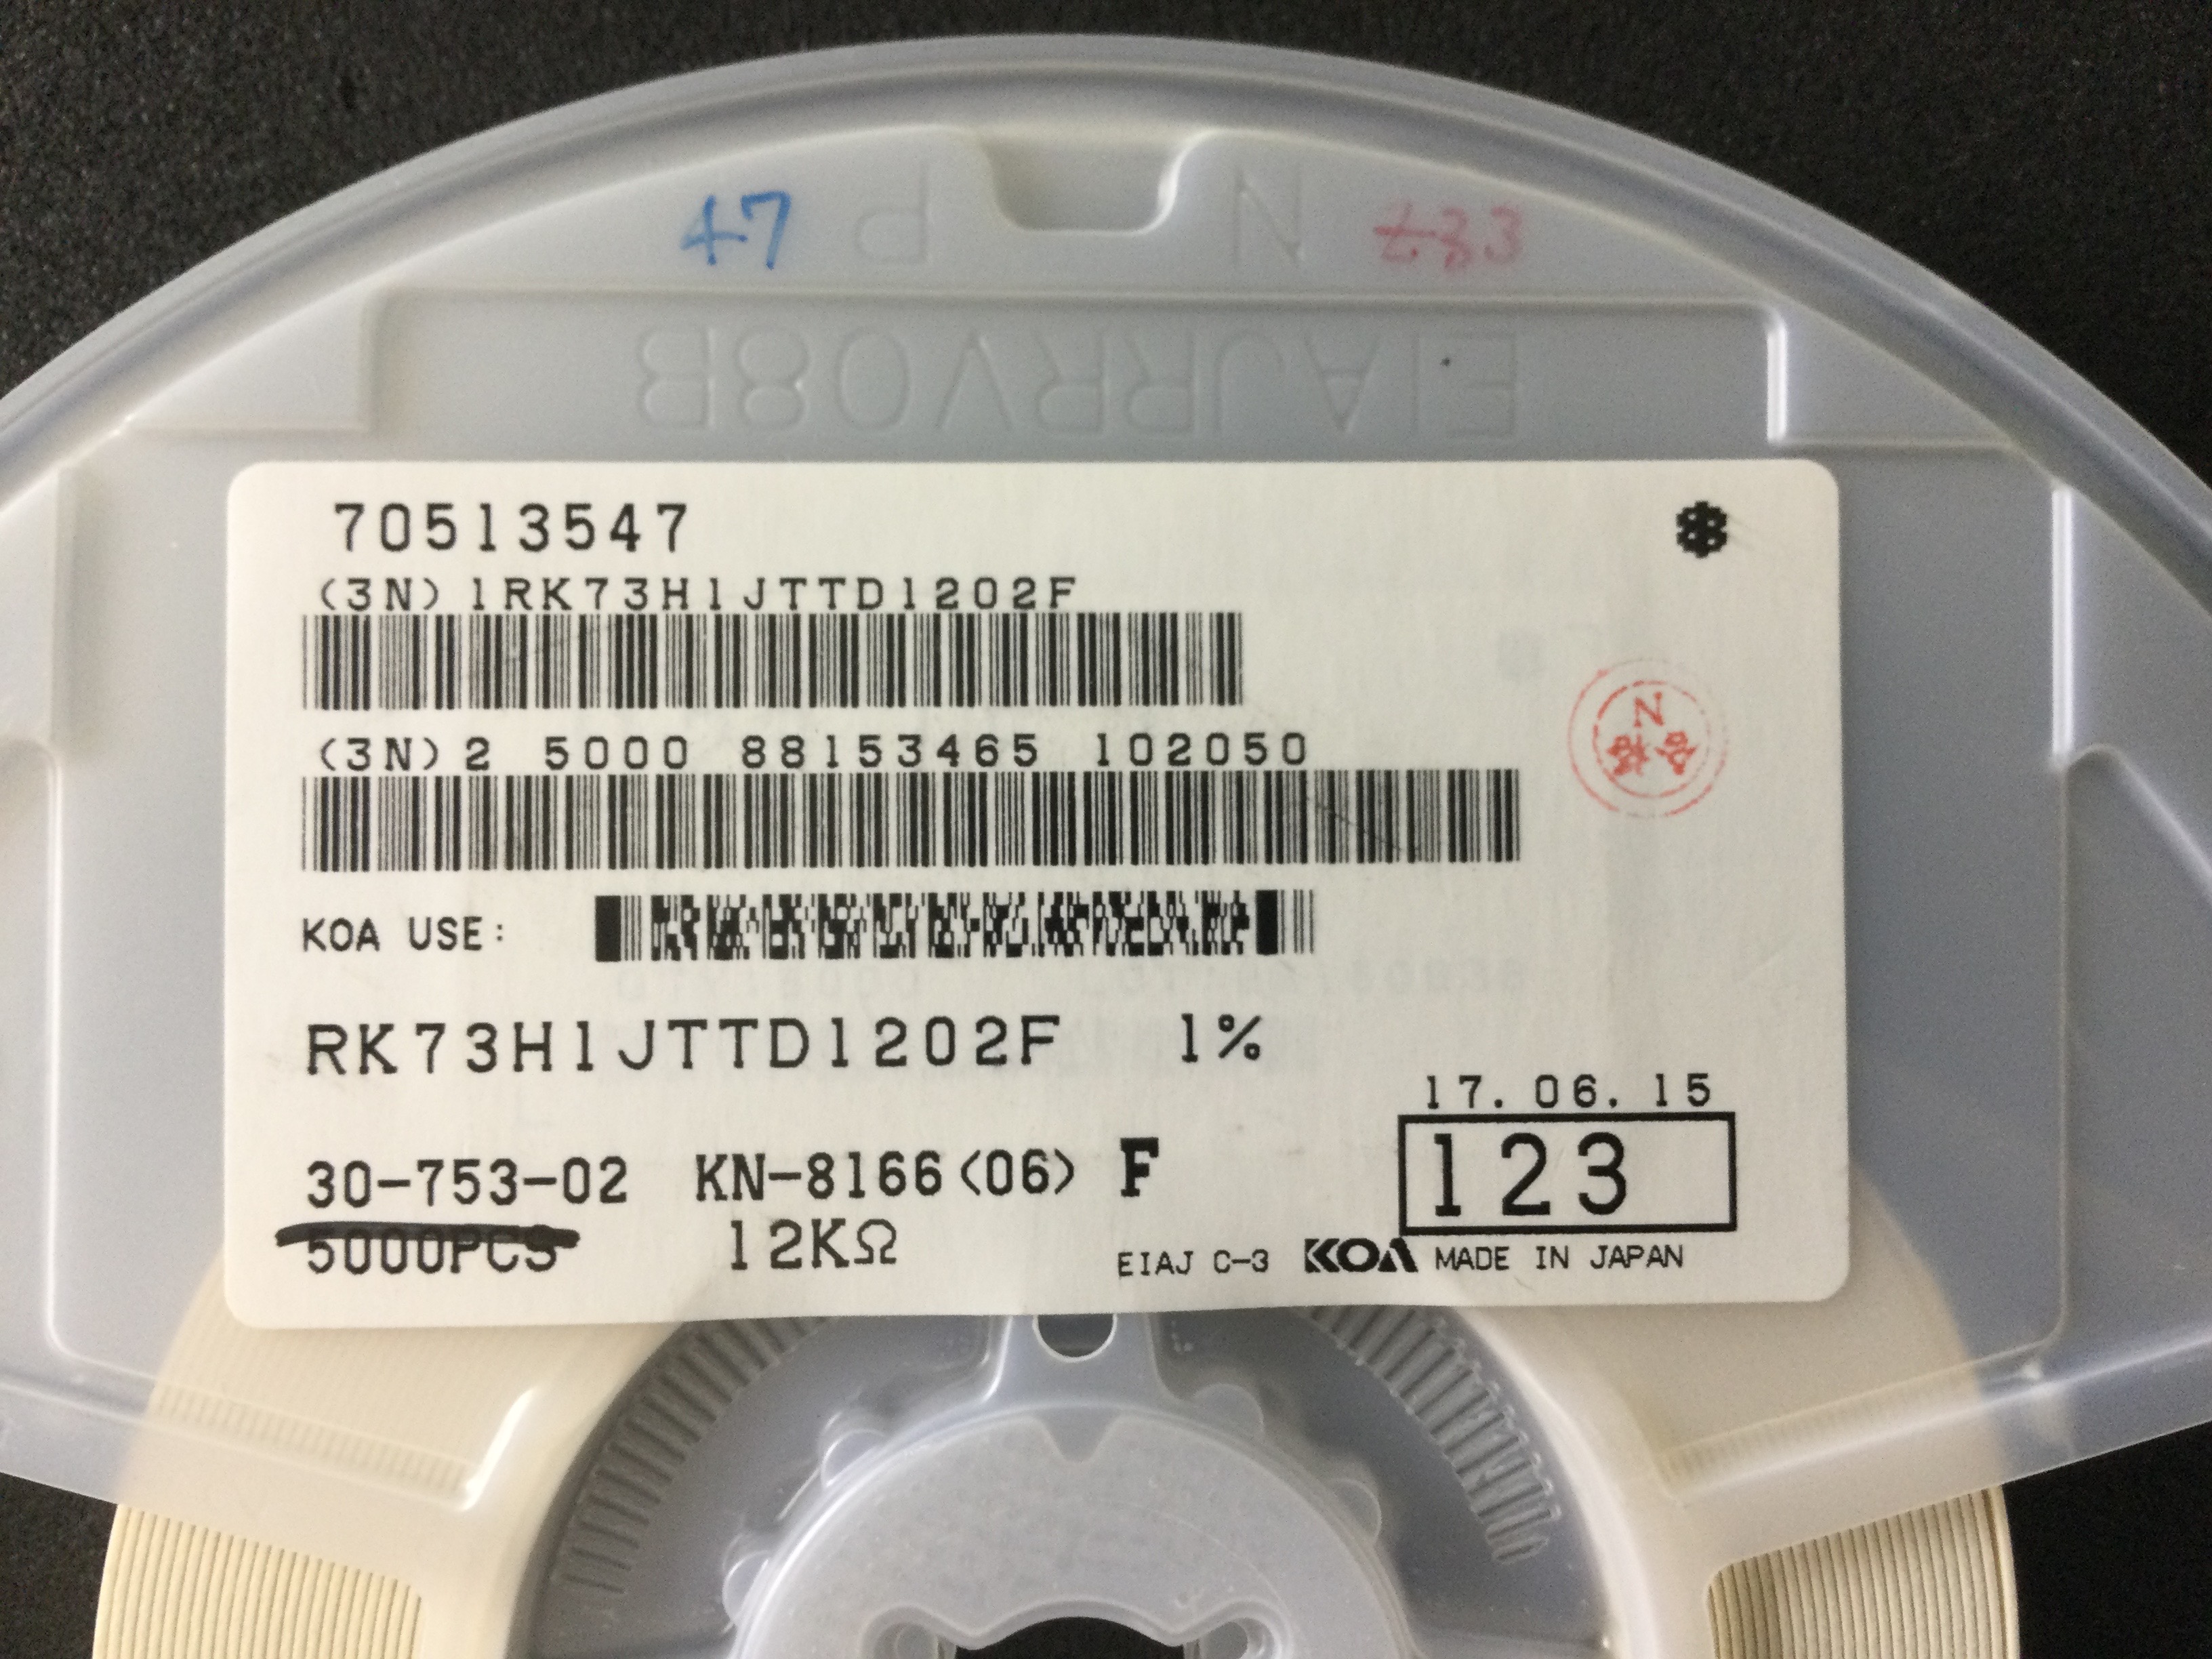 47 P N
EIAJRRV08B
70513547
(3N)1RK73H1JTTD1202F
(3N)2 5000 88153465 102050
KOA USE:
RK73H1JTTD1202F 1%
17.06.15
30-753-02 KN-8166(06) F 123
5000PCS 12KΩ EIAJ C-3 KOA MADE IN JAPAN
N